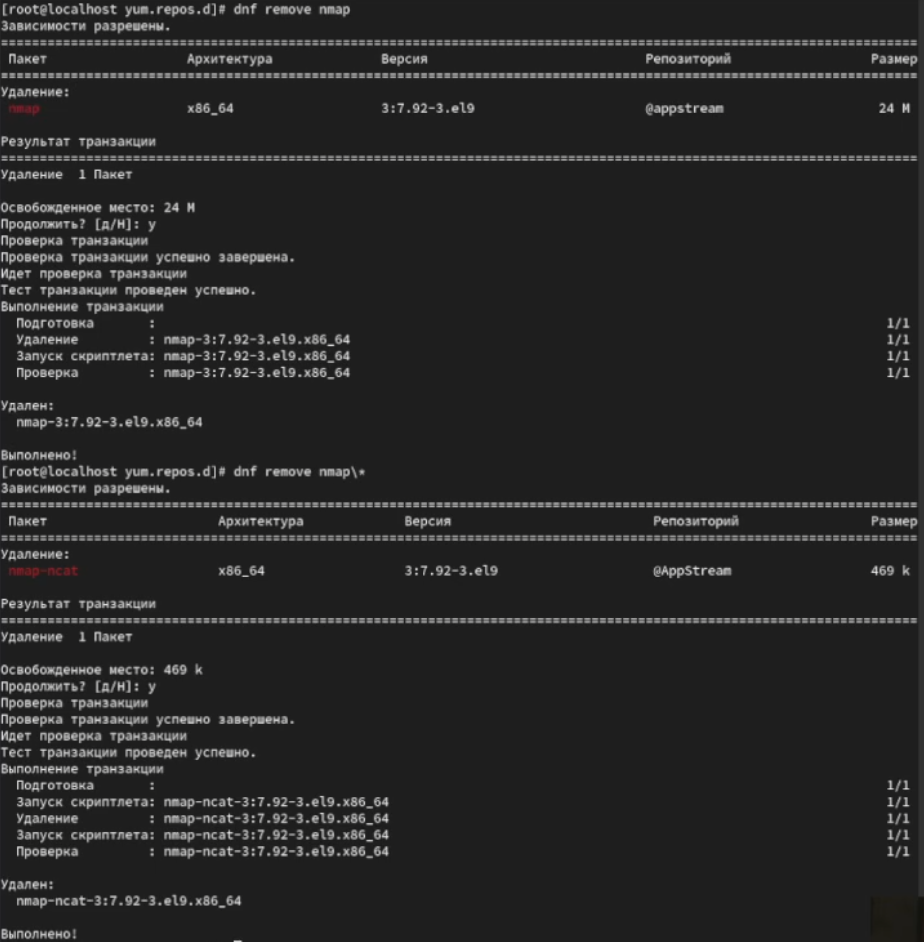 [root@localhost yum.repos.d]# dnf remove nmap
Зависимости разрешены.
================================================================================
Пакет Архитектура Версия Репозиторий Размер
================================================================================
Удаление:
nmap x86_64 3:7.92-3.el9 @appstream 24 M
Результат транзакции
================================================================================
Удаление 1 Пакет
Освобожденное место: 24 M
Продолжить? [д/Н]: y
Проверка транзакции
Проверка транзакции успешно завершена.
Идет проверка транзакции
Тест транзакции проведен успешно.
Выполнение транзакции
Подготовка : 1/1
Удаление : nmap-3:7.92-3.el9.x86_64 1/1
Запуск скриптлета: nmap-3:7.92-3.el9.x86_64 1/1
Проверка : nmap-3:7.92-3.el9.x86_64 1/1
Удален:
nmap-3:7.92-3.el9.x86_64
Выполнено!
[root@localhost yum.repos.d]# dnf remove nmap\*
Зависимости разрешены.
================================================================================
Пакет Архитектура Версия Репозиторий Размер
================================================================================
Удаление:
nmap-ncat x86_64 3:7.92-3.el9 @AppStream 469 k
Результат транзакции
================================================================================
Удаление 1 Пакет
Освобожденное место: 469 k
Продолжить? [д/Н]: y
Проверка транзакции
Проверка транзакции успешно завершена.
Идет проверка транзакции
Тест транзакции проведен успешно.
Выполнение транзакции
Подготовка : 1/1
Запуск скриптлета: nmap-ncat-3:7.92-3.el9.x86_64 1/1
Удаление : nmap-ncat-3:7.92-3.el9.x86_64 1/1
Запуск скриптлета: nmap-ncat-3:7.92-3.el9.x86_64 1/1
Проверка : nmap-ncat-3:7.92-3.el9.x86_64 1/1
Удален:
nmap-ncat-3:7.92-3.el9.x86_64
Выполнено!